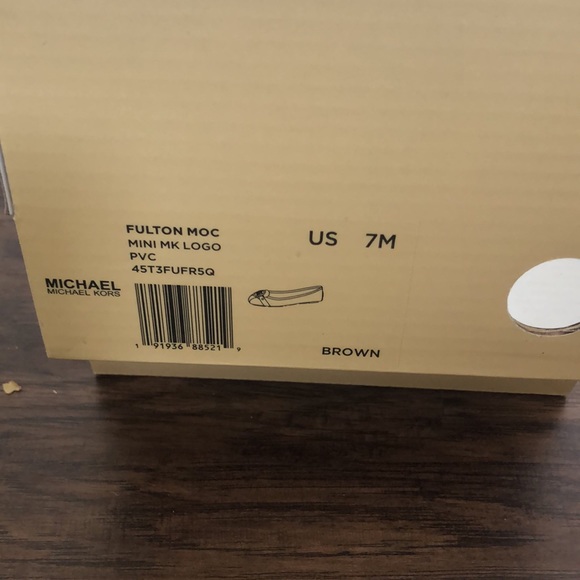 FULTON MOC
MINI MK LOGO
PVC
45T3FUFR5Q
US 7M
MICHAEL
MICHAEL KORS
1 91936 88521 9
BROWN